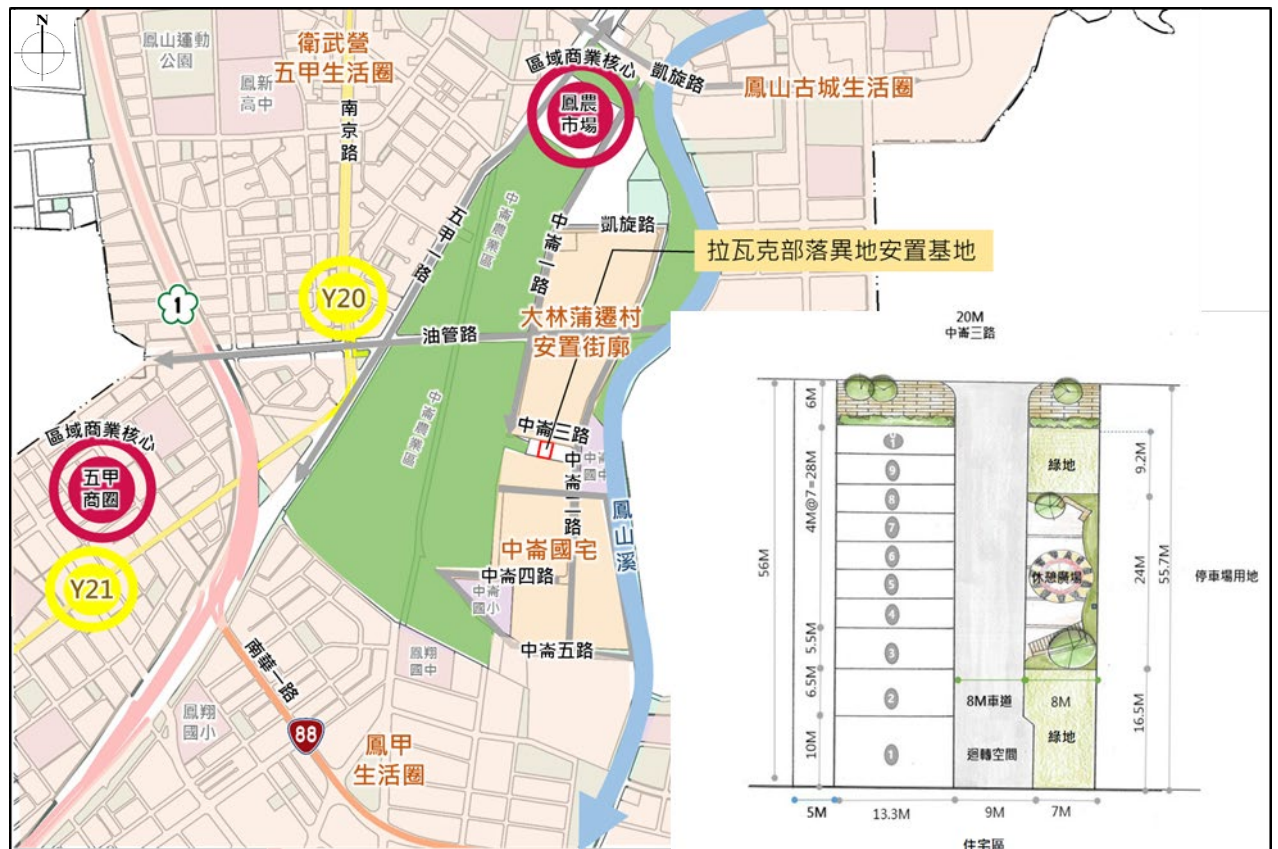 N
鳳山運動
公園
鳳新
高中
衛武營
五甲生活圈
南京路
區域商業核心
鳳農
市場
凱旋路
鳳山古城生活圈
1
Y20
五甲一路
中崙農業區
中崙一路
凱旋路
拉瓦克部落異地安置基地
油管路
大林蒲遷村
安置街廓
中崙農業區
中崙三路
中崙
國中
中崙二路
鳳山溪
區域商業核心
五甲
商圈
Y21
中崙國宅
中崙四路
中崙
國小
中崙五路
鳳翔
國中
南華一路
鳳翔
國小
88
鳳甲
生活圈
20M
中崙三路
6M
4M@7=28M
5.5M
6.5M
10M
56M
9
8
7
6
5
4
3
2
1
8M車道
迴轉空間
綠地
休憩廣場
8M
綠地
9.2M
24M
16.5M
55.7M
停車場用地
5M
13.3M
9M
7M
住宅區